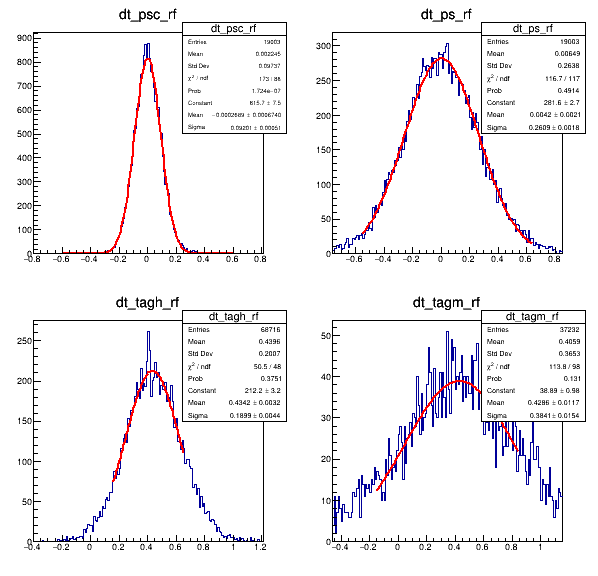 dt_psc_rf
dt_psc_rf
Entries 19003
Mean 0.002245
Std Dev 0.09737
χ² / ndf 173 / 88
Prob 1.724e−07
Constant 815.7 ± 7.5
Mean −0.0002689 ± 0.0006740
Sigma 0.09201 ± 0.00051
900
800
700
600
500
400
300
200
100
0
−0.8 −0.6 −0.4 −0.2 0 0.2 0.4 0.6 0.8
dt_ps_rf
dt_ps_rf
Entries 19003
Mean 0.00649
Std Dev 0.2638
χ² / ndf 116.7 / 117
Prob 0.4914
Constant 281.6 ± 2.7
Mean 0.0042 ± 0.0021
Sigma 0.2609 ± 0.0018
300
250
200
150
100
50
0
−0.6 −0.4 −0.2 0 0.2 0.4 0.6 0.8
dt_tagh_rf
dt_tagh_rf
Entries 68716
Mean 0.4396
Std Dev 0.2007
χ² / ndf 50.5 / 48
Prob 0.3751
Constant 212.2 ± 3.2
Mean 0.4342 ± 0.0032
Sigma 0.1899 ± 0.0044
250
200
150
100
50
0
−0.4 −0.2 0 0.2 0.4 0.6 0.8 1 1.2
dt_tagm_rf
dt_tagm_rf
Entries 37232
Mean 0.4059
Std Dev 0.3653
χ² / ndf 113.8 / 98
Prob 0.131
Constant 38.89 ± 0.98
Mean 0.4286 ± 0.0117
Sigma 0.3841 ± 0.0154
50
40
30
20
10
0
−0.4 −0.2 0 0.2 0.4 0.6 0.8 1